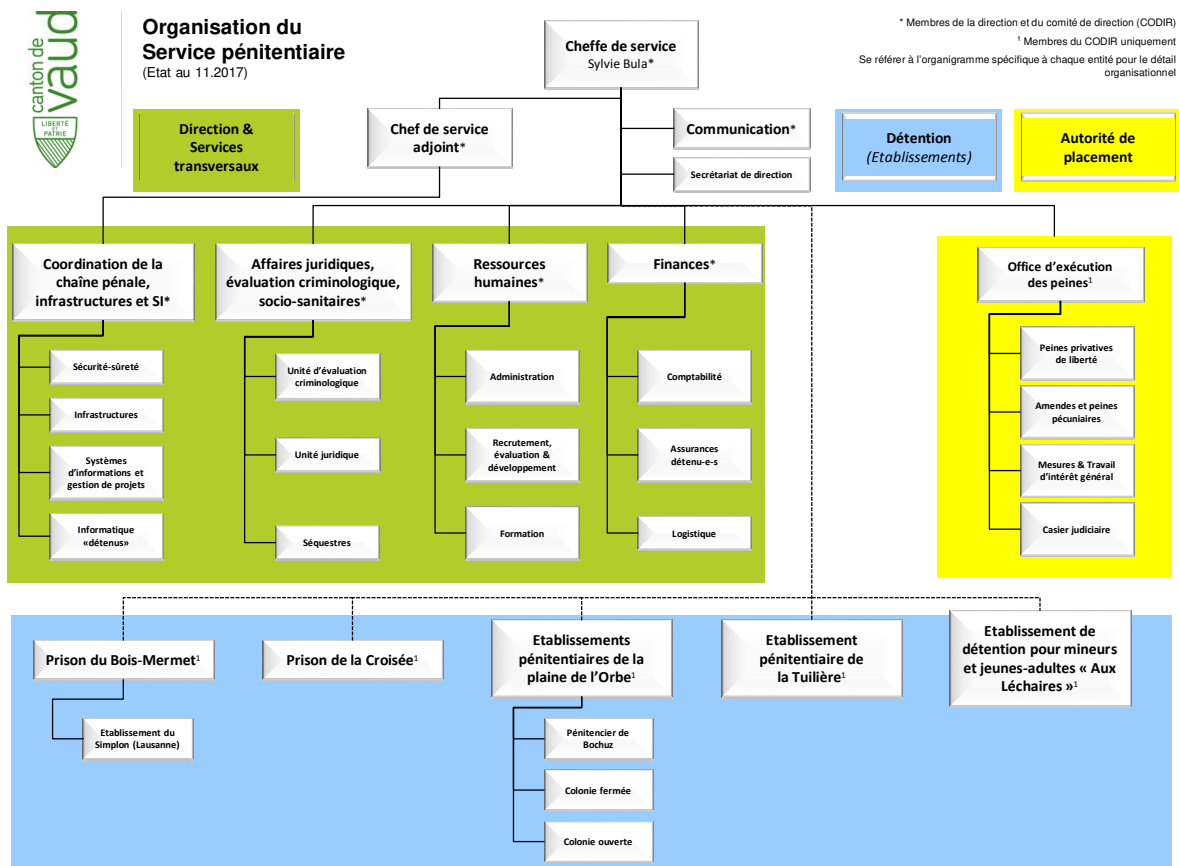 canton de
vaud
LIBERTÉ
ET
PATRIE
Organisation du
Service pénitentiaire
(Etat au 11.2017)
Cheffe de service
Sylvie Bula*
* Membres de la direction et du comité de direction (CODIR)
¹ Membres du CODIR uniquement
Se référer à l'organigramme spécifique à chaque entité pour le détail
organisationnel
Direction &
Services
transversaux
Chef de service
adjoint*
Communication*
Secrétariat de direction
Détention
(Etablissements)
Autorité de
placement
Coordination de la
chaîne pénale,
infrastructures et SI*
Sécurité-sûreté
Infrastructures
Systèmes
d'informations et
gestion de projets
Informatique
«détenus»
Affaires juridiques,
évaluation criminologique,
socio-sanitaires*
Unité d'évaluation
criminologique
Unité juridique
Séquestres
Ressources
humaines*
Administration
Recrutement,
évaluation &
développement
Formation
Finances*
Comptabilité
Assurances
détenu-e-s
Logistique
Office d'exécution
des peines¹
Peines privatives
de liberté
Amendes et peines
pécuniaires
Mesures & Travail
d'intérêt général
Casier judiciaire
Prison du Bois-Mermet¹
Etablissement du
Simplon (Lausanne)
Prison de la Croisée¹
Etablissements
pénitentiaires de la
plaine de l'Orbe¹
Pénitencier de
Bochuz
Colonie fermée
Colonie ouverte
Etablissement
pénitentiaire de
la Tuilière¹
Etablissement de
détention pour mineurs
et jeunes-adultes « Aux
Léchaires »¹